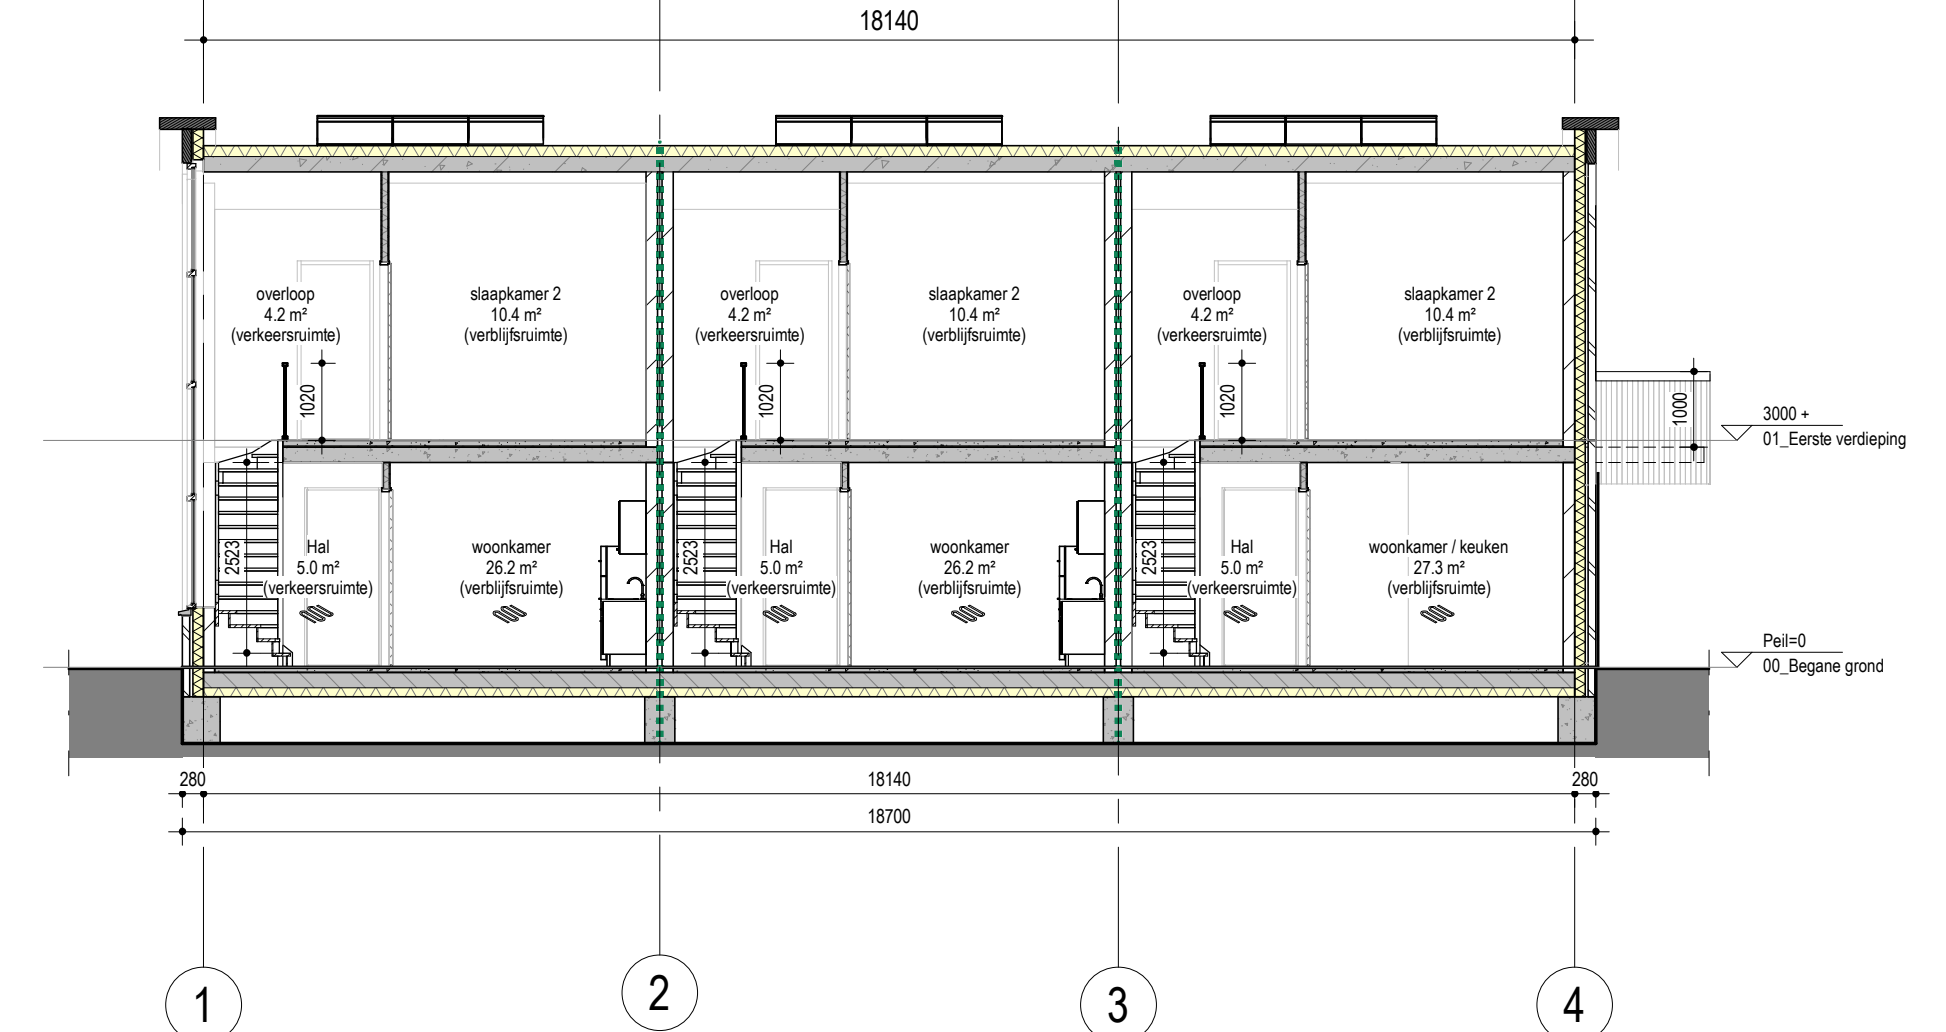 18140
overloop
4.2 m²
(verkeersruimte)
slaapkamer 2
10.4 m²
(verblijfsruimte)
overloop
4.2 m²
(verkeersruimte)
slaapkamer 2
10.4 m²
(verblijfsruimte)
overloop
4.2 m²
(verkeersruimte)
slaapkamer 2
10.4 m²
(verblijfsruimte)
1020
1020
1020
1000
3000 +
01_Eerste verdieping
2523
Hal
5.0 m²
(verkeersruimte)
woonkamer
26.2 m²
(verblijfsruimte)
2523
Hal
5.0 m²
(verkeersruimte)
woonkamer
26.2 m²
(verblijfsruimte)
2523
Hal
5.0 m²
(verkeersruimte)
woonkamer / keuken
27.3 m²
(verblijfsruimte)
Peil=0
00_Begane grond
280
18140
280
18700
1
2
3
4